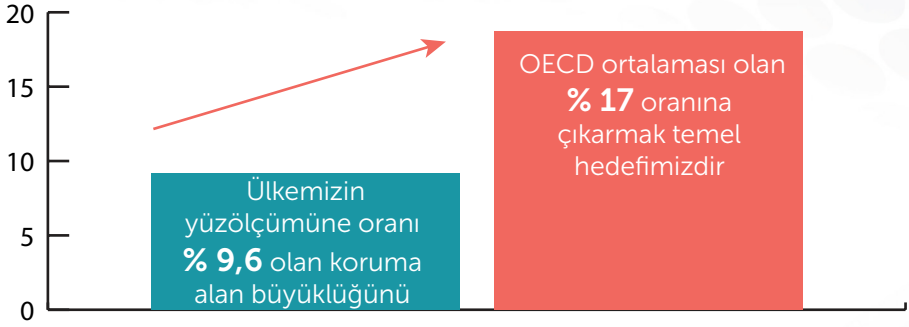 20
15
10
5
0
Ülkemizin
yüzölçümüne oranı
% 9,6 olan koruma
alan büyüklüğünü
OECD ortalaması olan
% 17 oranına
çıkarmak temel
hedefimizdir